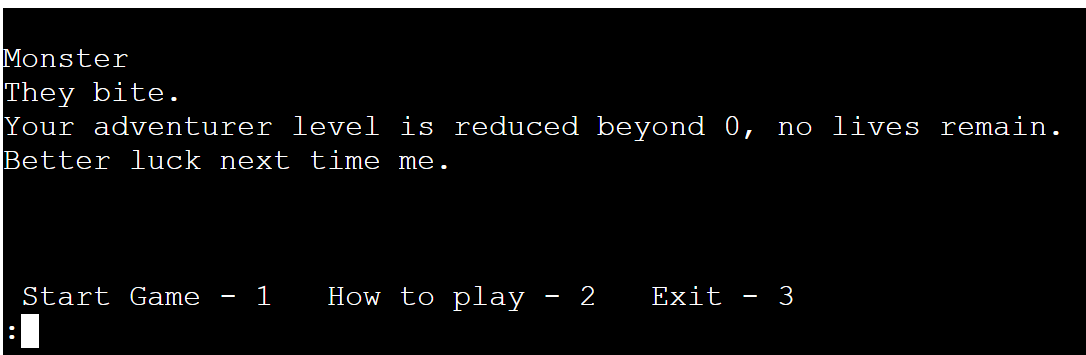 Monster
They bite.
Your adventurer level is reduced beyond 0, no lives remain.
Better luck next time me.
Start Game - 1   How to play - 2   Exit - 3
: